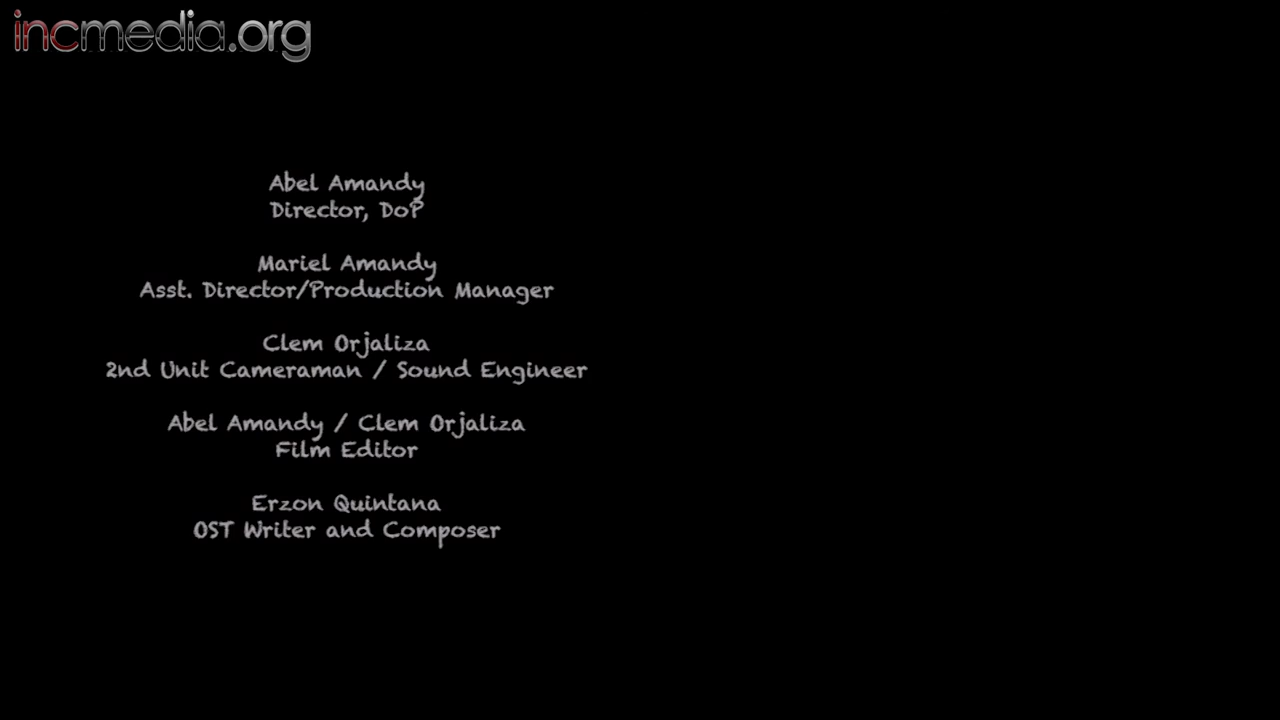 incmedia.org
Abel Amandy
Director, DoP
Mariel Amandy
Asst. Director/Production Manager
Clem Orjaliza
2nd Unit Cameraman / Sound Engineer
Abel Amandy / Clem Orjaliza
Film Editor
Erzon Quintana
OST Writer and Composer